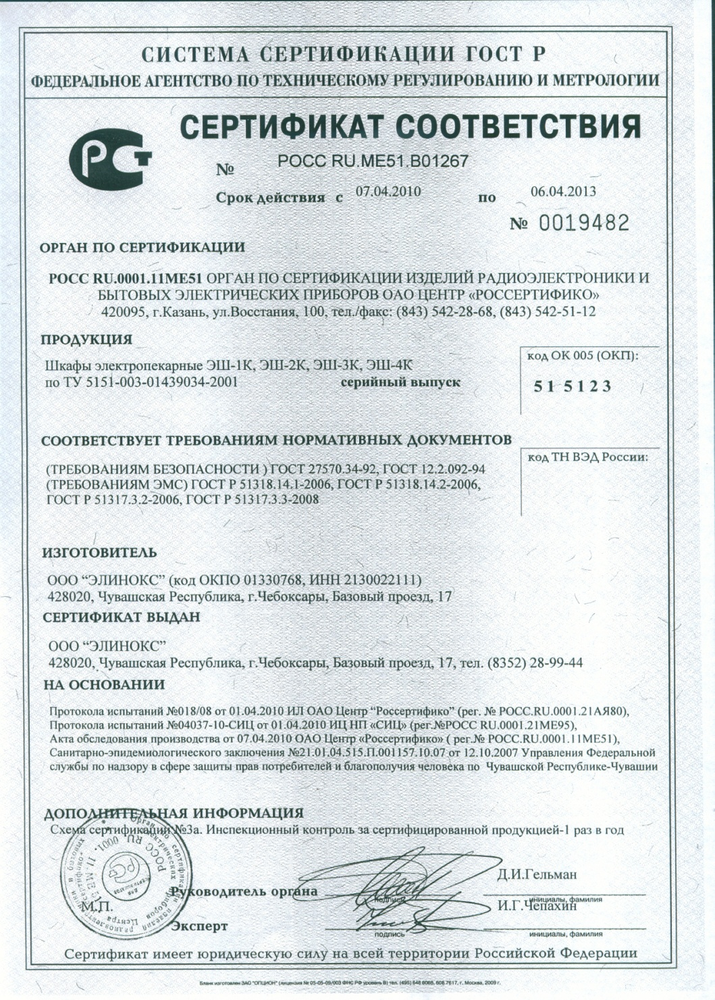 СИСТЕМА СЕРТИФИКАЦИИ ГОСТ Р
ФЕДЕРАЛЬНОЕ АГЕНТСТВО ПО ТЕХНИЧЕСКОМУ РЕГУЛИРОВАНИЮ И МЕТРОЛОГИИ
СЕРТИФИКАТ СООТВЕТСТВИЯ
№ РОСС RU.МЕ51.В01267
Срок действия с 07.04.2010 по 06.04.2013
№ 0019482
ОРГАН ПО СЕРТИФИКАЦИИ
РОСС RU.0001.11МЕ51 ОРГАН ПО СЕРТИФИКАЦИИ ИЗДЕЛИЙ РАДИОЭЛЕКТРОНИКИ И
БЫТОВЫХ ЭЛЕКТРИЧЕСКИХ ПРИБОРОВ ОАО ЦЕНТР «РОССЕРТИФИКО»
420095, г.Казань, ул.Восстания, 100, тел./факс: (843) 542-28-68, (843) 542-51-12
ПРОДУКЦИЯ
код ОК 005 (ОКП):
Шкафы электропекарные ЭШ-1К, ЭШ-2К, ЭШ-3К, ЭШ-4К
по ТУ 5151-003-01439034-2001 серийный выпуск
51 5123
СООТВЕТСТВУЕТ ТРЕБОВАНИЯМ НОРМАТИВНЫХ ДОКУМЕНТОВ
код ТН ВЭД России:
(ТРЕБОВАНИЯМ БЕЗОПАСНОСТИ ) ГОСТ 27570.34-92, ГОСТ 12.2.092-94
(ТРЕБОВАНИЯМ ЭМС) ГОСТ Р 51318.14.1-2006, ГОСТ Р 51318.14.2-2006,
ГОСТ Р 51317.3.2-2006, ГОСТ Р 51317.3.3-2008
ИЗГОТОВИТЕЛЬ
ООО “ЭЛИНОКС” (код ОКПО 01330768, ИНН 2130022111)
428020, Чувашская Республика, г.Чебоксары, Базовый проезд, 17
СЕРТИФИКАТ ВЫДАН
ООО “ЭЛИНОКС”
428020, Чувашская Республика, г.Чебоксары, Базовый проезд, 17, тел. (8352) 28-99-44
НА ОСНОВАНИИ
Протокола испытаний №018/08 от 01.04.2010 ИЛ ОАО Центр “Россертифико” (рег. № РОСС.RU.0001.21АЯ80),
Протокола испытаний №04037-10-СИЦ от 01.04.2010 ИЦ НП «СИЦ» (рег.№РОСС RU.0001.21МЕ95),
Акта обследования производства от 07.04.2010 ОАО Центр «Россертифико» ( рег.№ РОСС.RU.0001.11МЕ51),
Санитарно-эпидемиологического заключения №21.01.04.515.П.001157.10.07 от 12.10.2007 Управления Федеральной
службы по надзору в сфере защиты прав потребителей и благополучия человека по Чувашской Республике-Чувашии
ДОПОЛНИТЕЛЬНАЯ ИНФОРМАЦИЯ
Схема сертификации №3а. Инспекционный контроль за сертифицированной продукцией-1 раз в год
РОСС RU 0001. 11.МЕ 51
Д.И.Гельман
Руководитель органа
подпись
инициалы, фамилия
М.П.
И.Г.Чепахин
Эксперт
подпись
инициалы, фамилия
Сертификат имеет юридическую силу на всей территории Российской Федерации
Бланк изготовлен ЗАО "ОПЦИОН" (лицензия № 05-05-09/003 ФНС РФ уровень В) тел. (495) 648 6068, 608 7617, г. Москва, 2009 г.